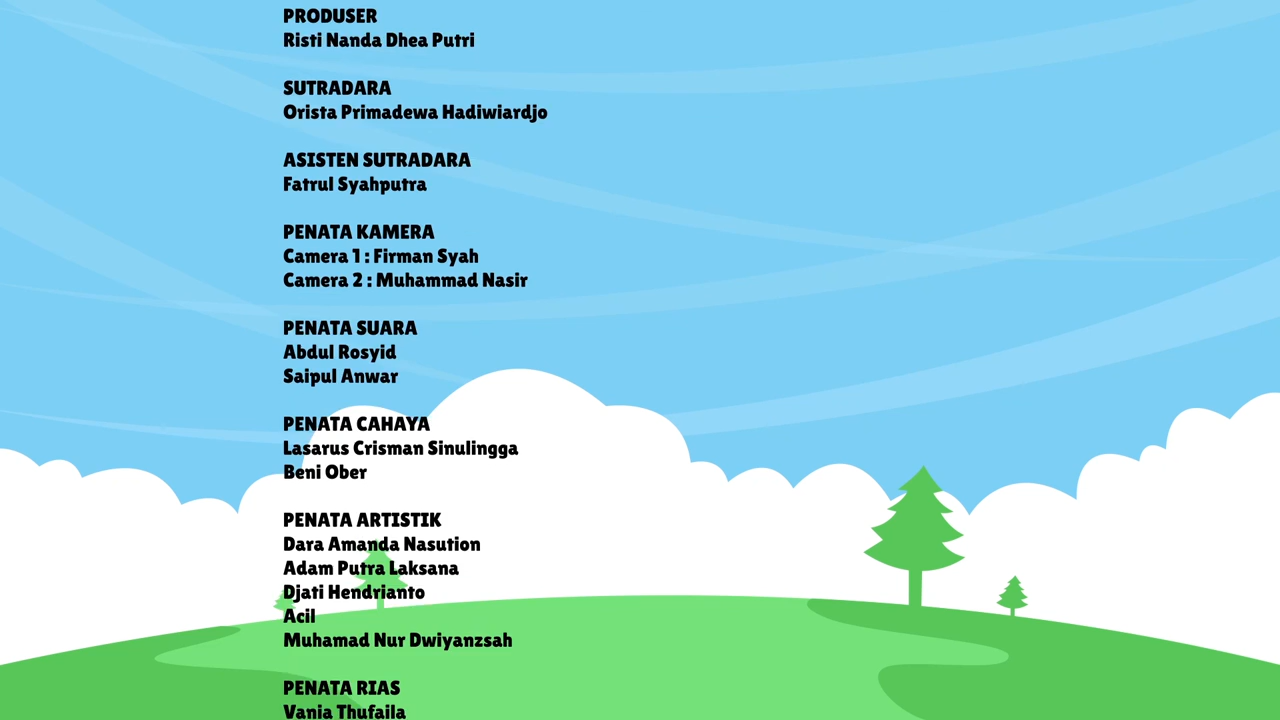 PRODUSER
Risti Nanda Dhea Putri
SUTRADARA
Orista Primadewa Hadiwiardjo
ASISTEN SUTRADARA
Fatrul Syahputra
PENATA KAMERA
Camera 1 : Firman Syah
Camera 2 : Muhammad Nasir
PENATA SUARA
Abdul Rosyid
Saipul Anwar
PENATA CAHAYA
Lasarus Crisman Sinulingga
Beni Ober
PENATA ARTISTIK
Dara Amanda Nasution
Adam Putra Laksana
Djati Hendrianto
Acil
Muhamad Nur Dwiyanzsah
PENATA RIAS
Vania Thufaila